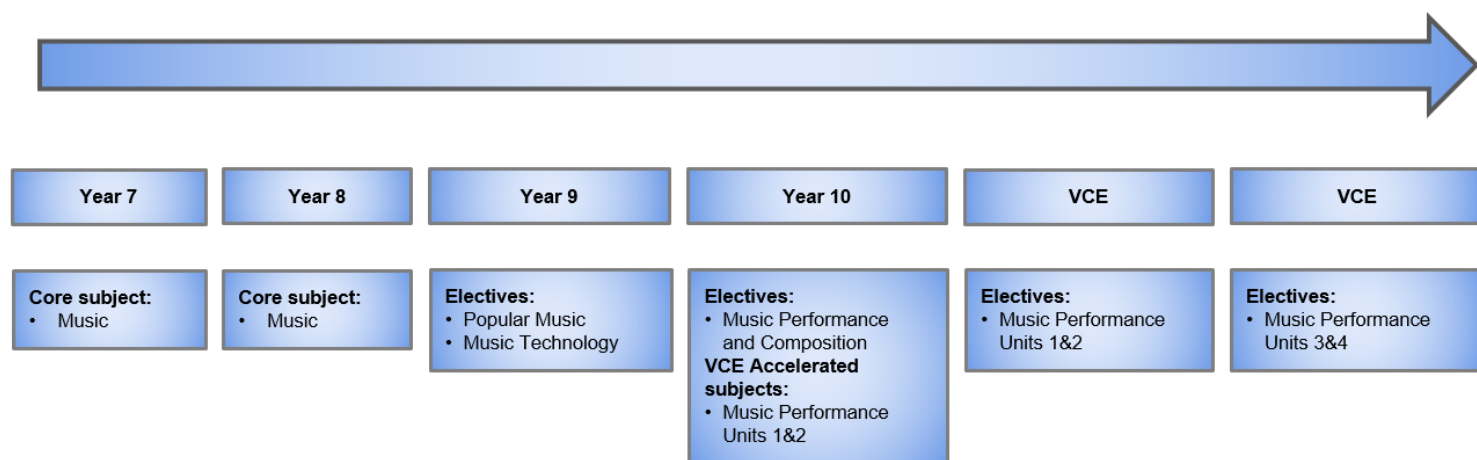 Year 7
Year 8
Year 9
Year 10
VCE
VCE
Core subject:
• Music
Core subject:
• Music
Electives:
• Popular Music
• Music Technology
Electives:
• Music Performance
and Composition
VCE Accelerated
subjects:
• Music Performance
Units 1&2
Electives:
• Music Performance
Units 1&2
Electives:
• Music Performance
Units 3&4